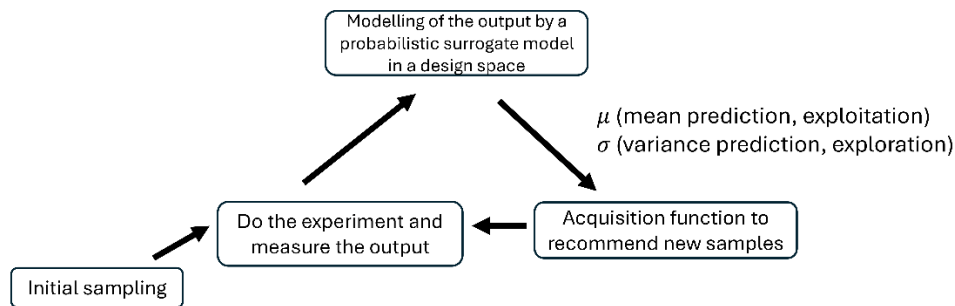 Modelling of the output by a
probabilistic surrogate model
in a design space
μ (mean prediction, exploitation)
σ (variance prediction, exploration)
Do the experiment and
measure the output
Acquisition function to
recommend new samples
Initial sampling